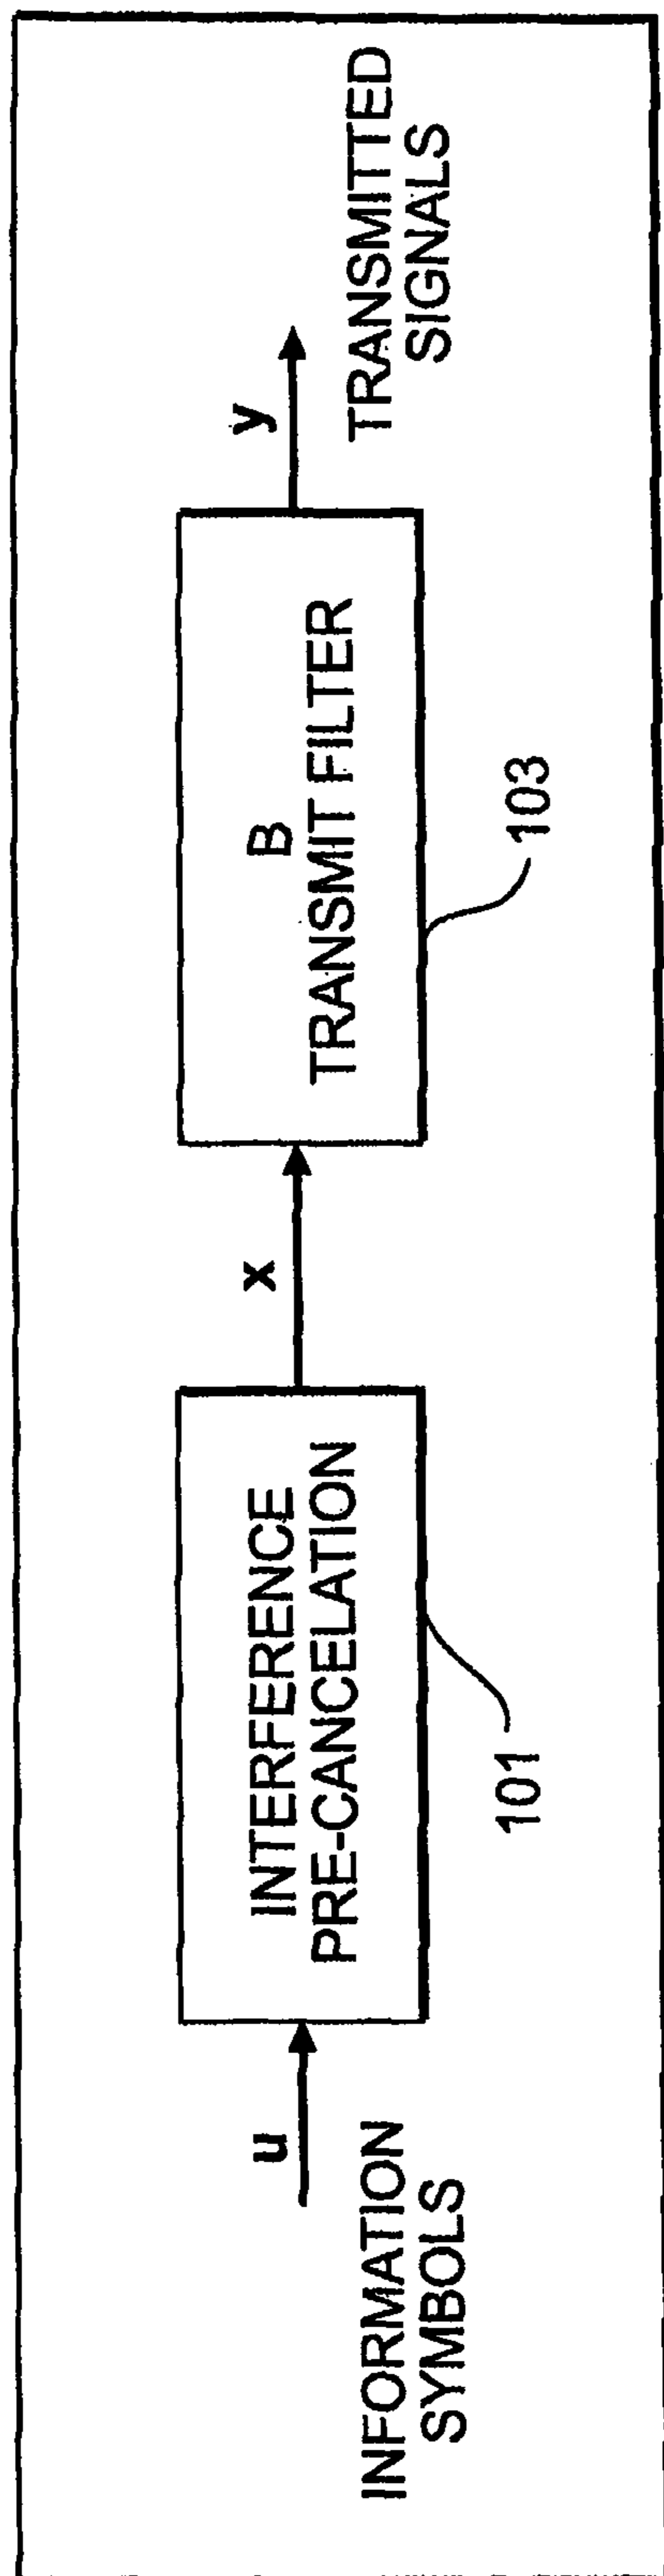 u
INFORMATION
SYMBOLS
INTERFERENCE
PRE-CANCELATION
101
x
B
TRANSMIT FILTER
103
y
TRANSMITTED
SIGNALS